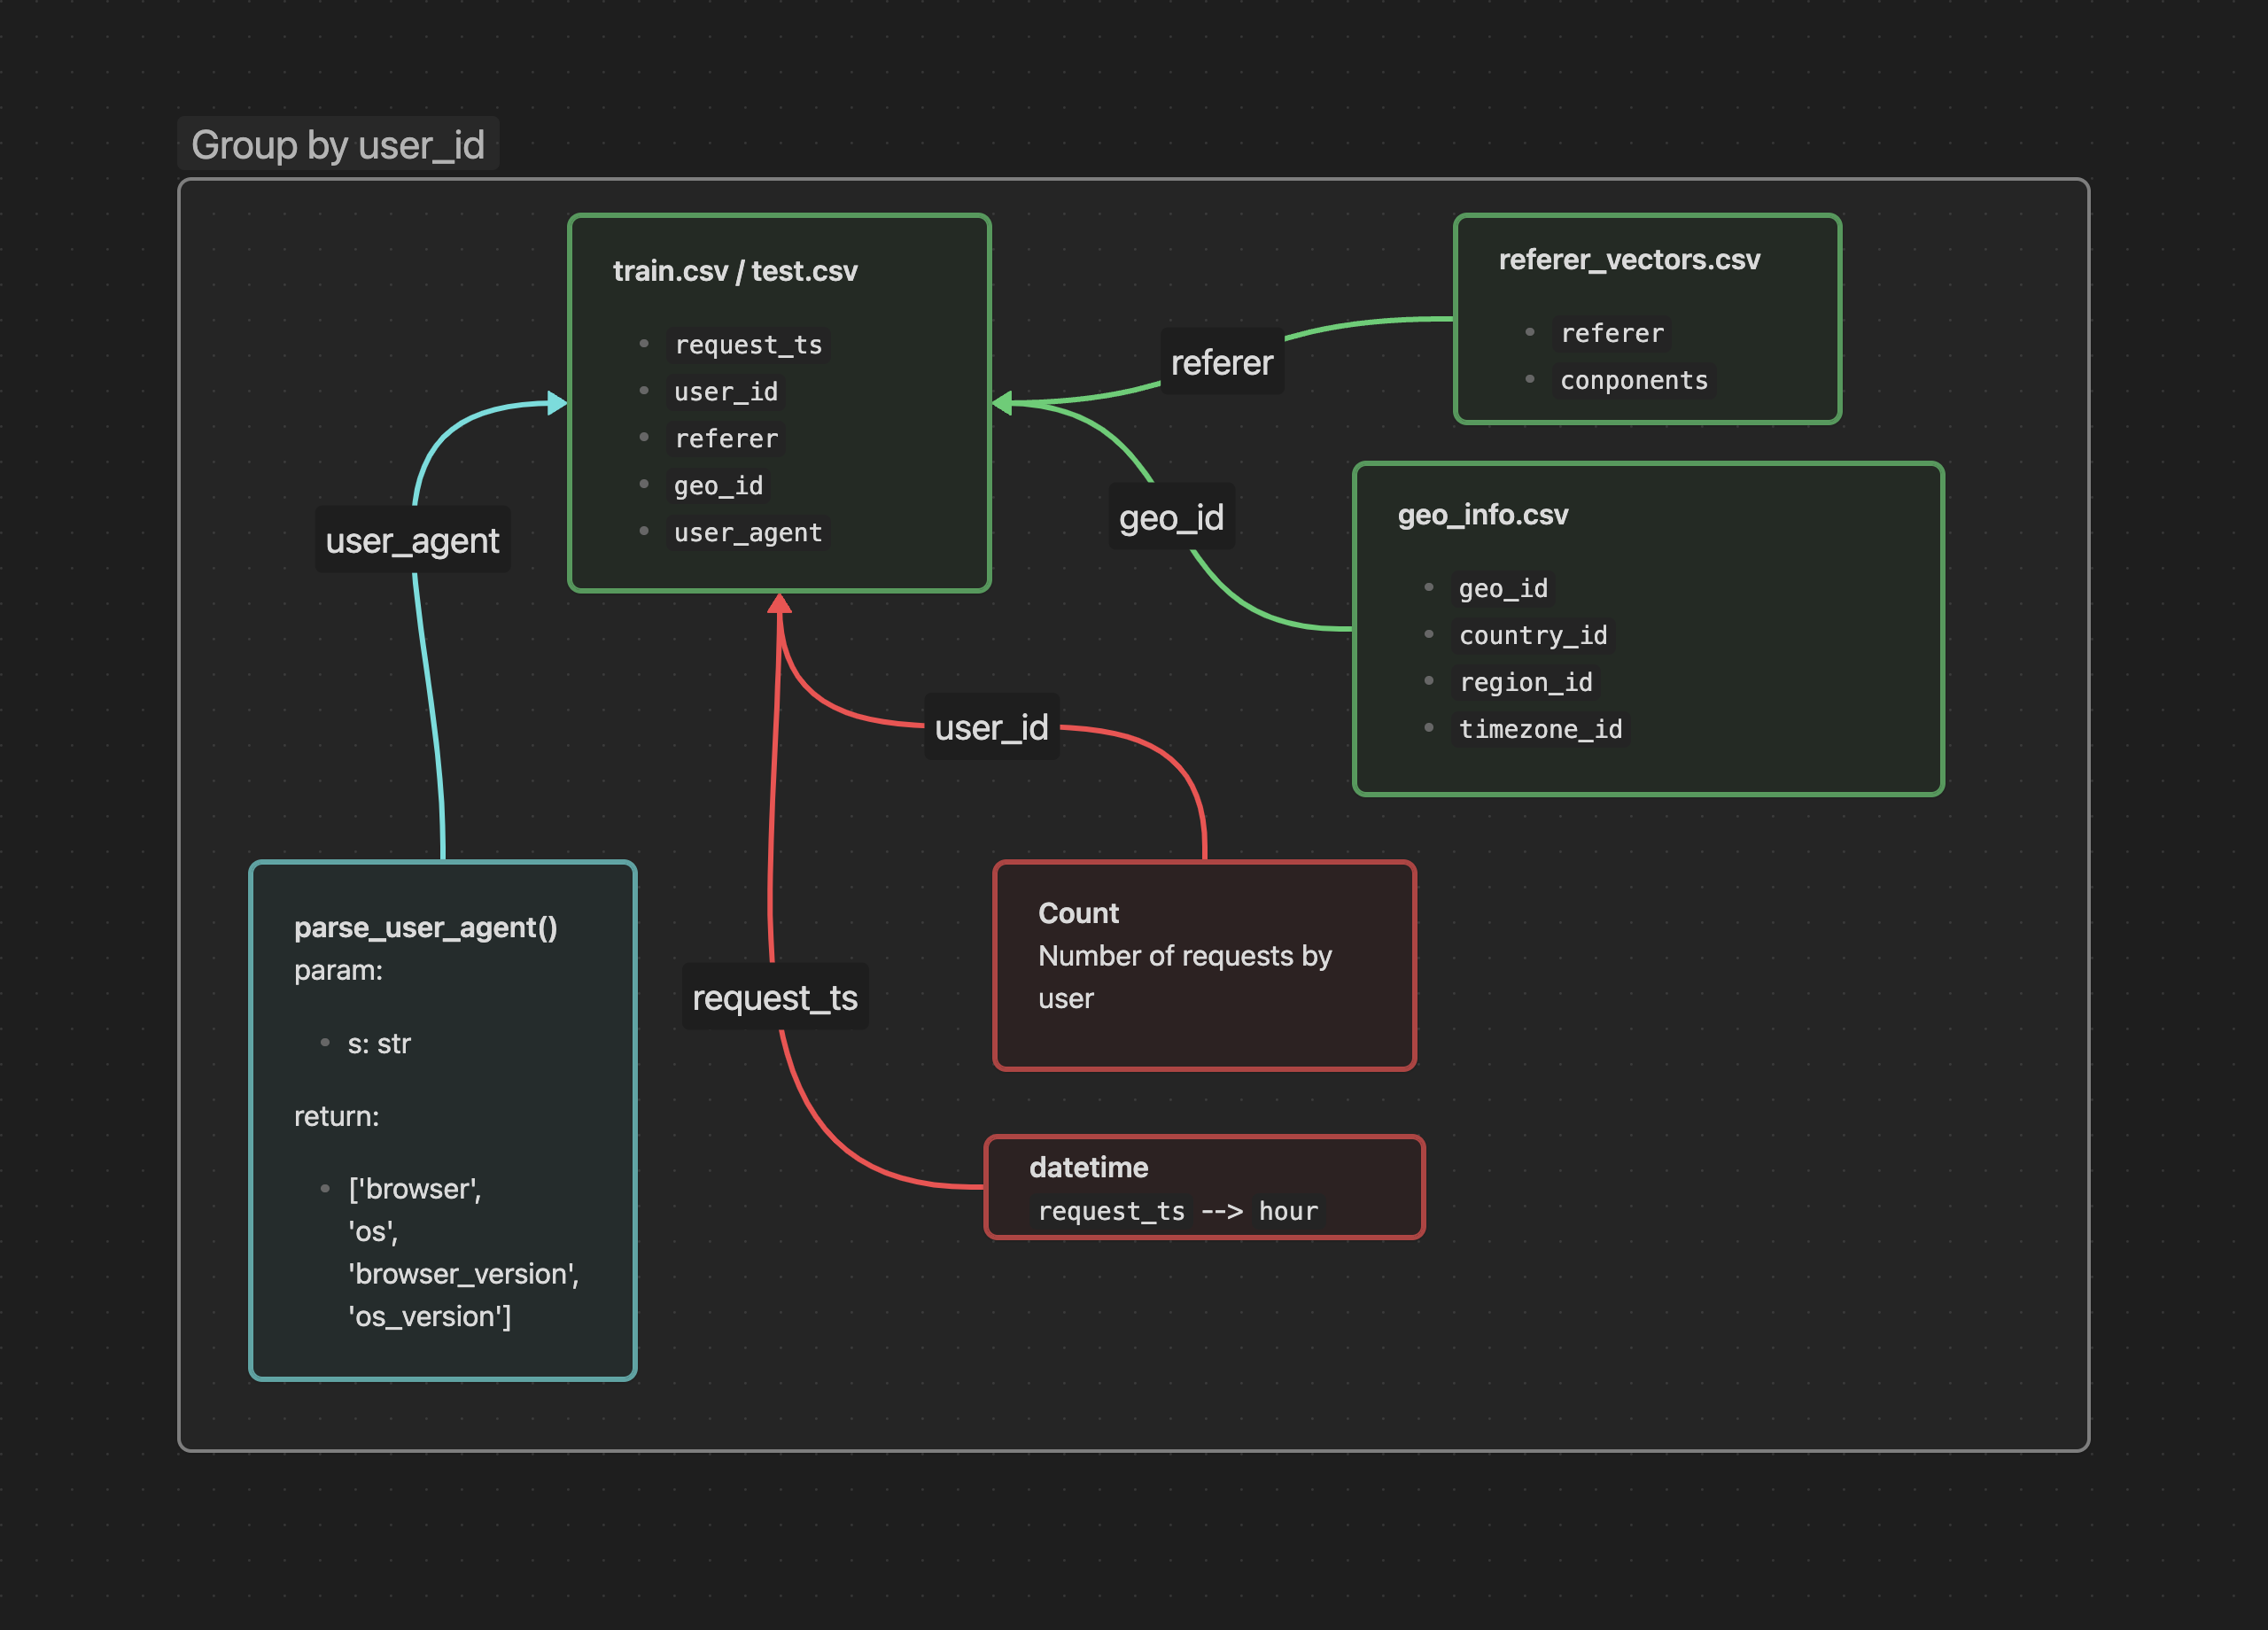 Group by user_id
train.csv / test.csv
request_ts
user_id
referer
geo_id
user_agent
referer
referer_vectors.csv
referer
conponents
geo_id
geo_info.csv
geo_id
country_id
region_id
timezone_id
user_agent
user_id
request_ts
parse_user_agent()
param:
s: str
return:
['browser',
'os',
'browser_version',
'os_version']
Count
Number of requests by
user
datetime
request_ts --> hour